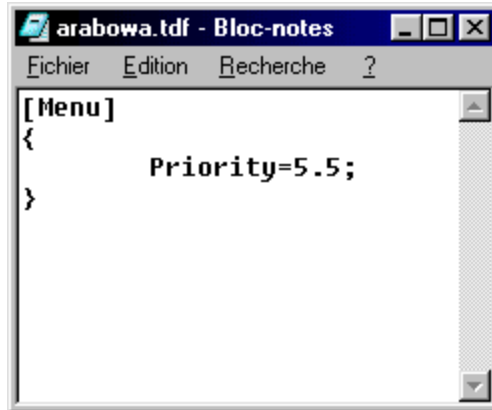 arabowa.tdf - Bloc-notes
Fichier Edition Recherche ?
[Menu]
{
Priority=5.5;
}